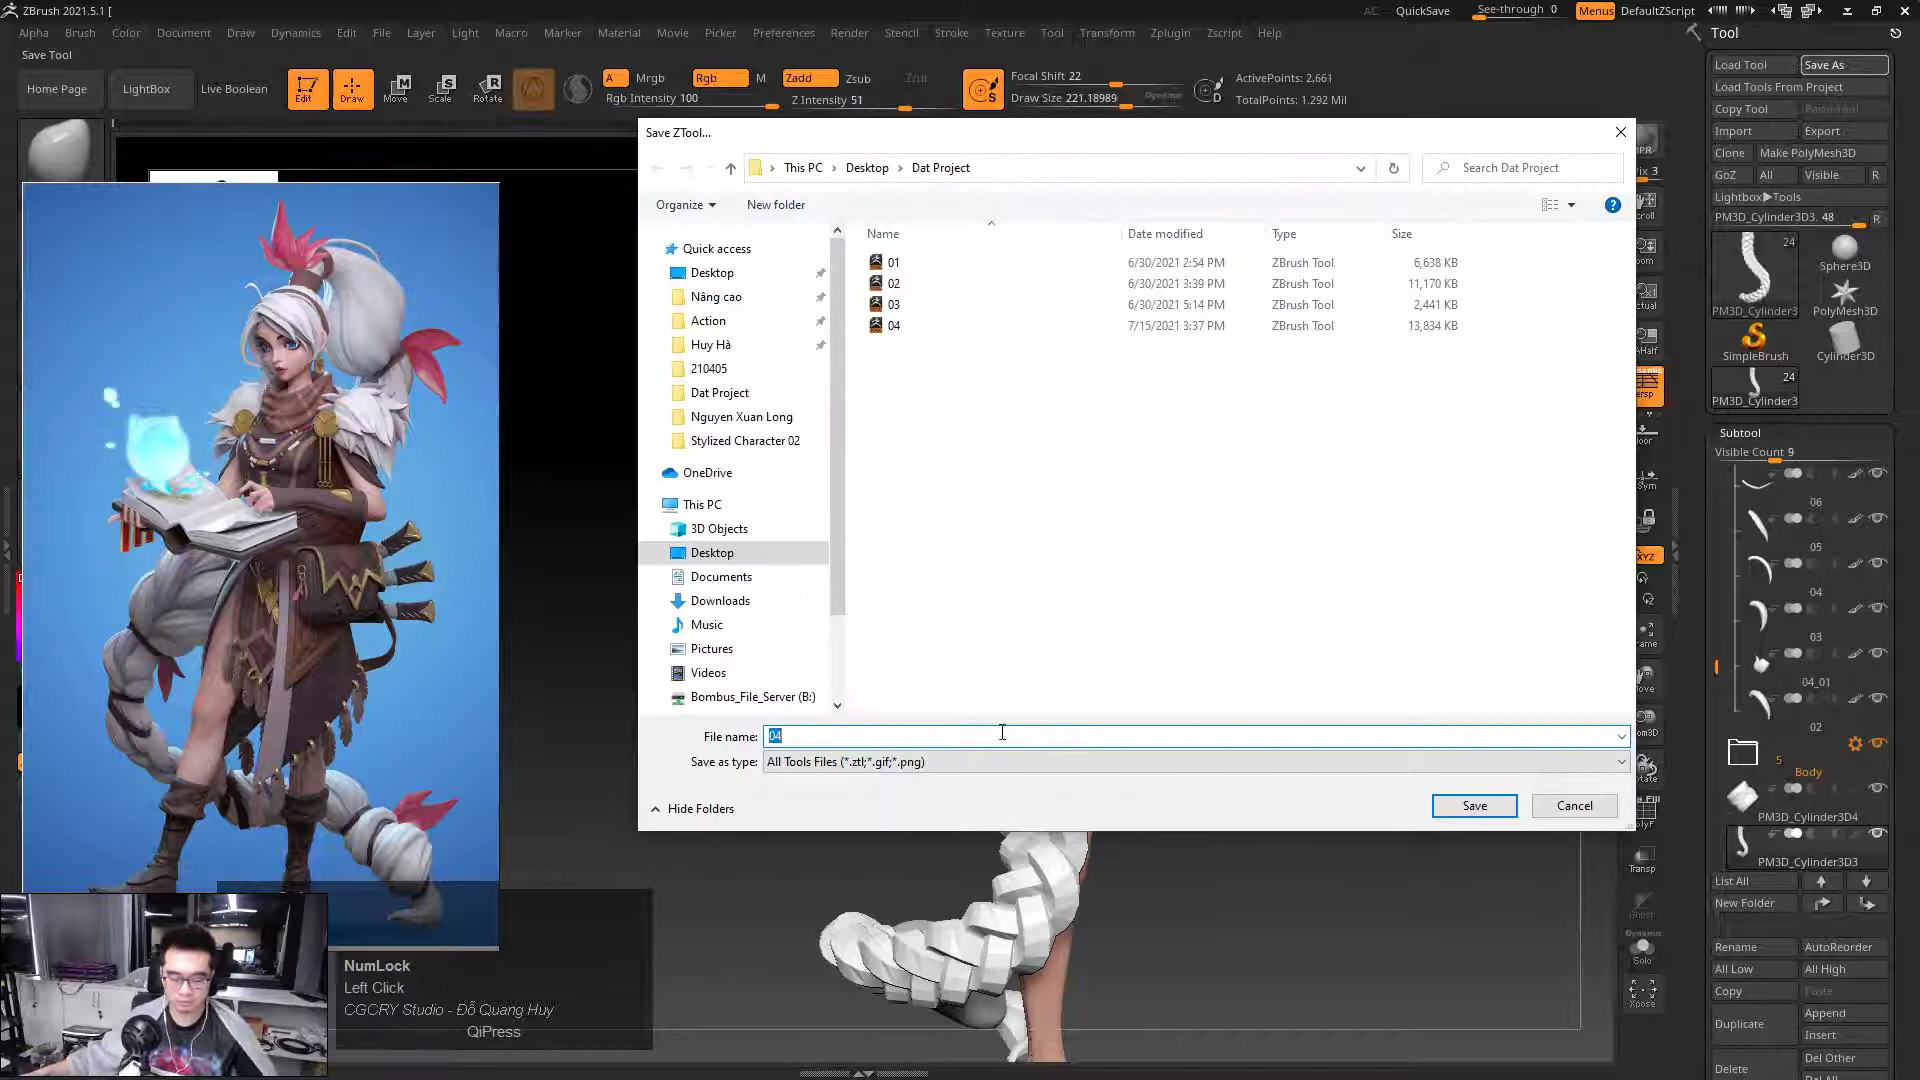 ZBrush 2021.5.1 [
AC QuickSave See-through 0 Menus DefaultZScript
Alpha Brush Color Document Draw Dynamics Edit File Layer Light Macro Marker Material Movie Picker Preferences Render Stencil Stroke Texture Tool Transform Zplugin Zscript Help
Save Tool
Home Page LightBox Live Boolean Edit Draw Move Scale Rotate
A Mrgb Rgb M Zadd Zsub
Rgb Intensity 100 Z Intensity 51
Focal Shift 22
Draw Size 221.18989 Dynamic
ActivePoints: 2,661
TotalPoints: 1.292 Mil
Save ZTool...
This PC Desktop Dat Project
Search Dat Project
Organize New folder
Name Date modified Type Size
01 6/30/2021 2:54 PM ZBrush Tool 6,638 KB
02 6/30/2021 3:39 PM ZBrush Tool 11,170 KB
03 6/30/2021 5:14 PM ZBrush Tool 2,441 KB
04 7/15/2021 3:37 PM ZBrush Tool 13,834 KB
Quick access
Desktop
Nâng cao
Action
Huy Hà
210405
Dat Project
Nguyen Xuan Long
Stylized Character 02
OneDrive
This PC
3D Objects
Desktop
Documents
Downloads
Music
Pictures
Videos
Bombus_File_Server (B:)
File name: 04
Save as type: All Tools Files (*.ztl;*.gif;*.png)
Hide Folders
Save Cancel
Tool
Load Tool Save As
Load Tools From Project
Copy Tool
Import Export
Clone Make PolyMesh3D
GoZ All Visible R
Lightbox▶Tools
PM3D_Cylinder3D3. 48 R
24
Sphere3D
PM3D_Cylinder3 PolyMesh3D
SimpleBrush Cylinder3D
24
PM3D_Cylinder3
Subtool
Visible Count 9
06
05
04
03
04_01
02
5
Body
PM3D_Cylinder3D4
PM3D_Cylinder3D3
List All
New Folder
Rename AutoReorder
All Low All High
Copy Paste
Duplicate Append
Insert
Delete Del Other
Del All
Transp
Ghost
Dynamic
Solo
Xpose
NumLock
Left Click
CGCRY Studio - Đỗ Quang Huy
QiPress